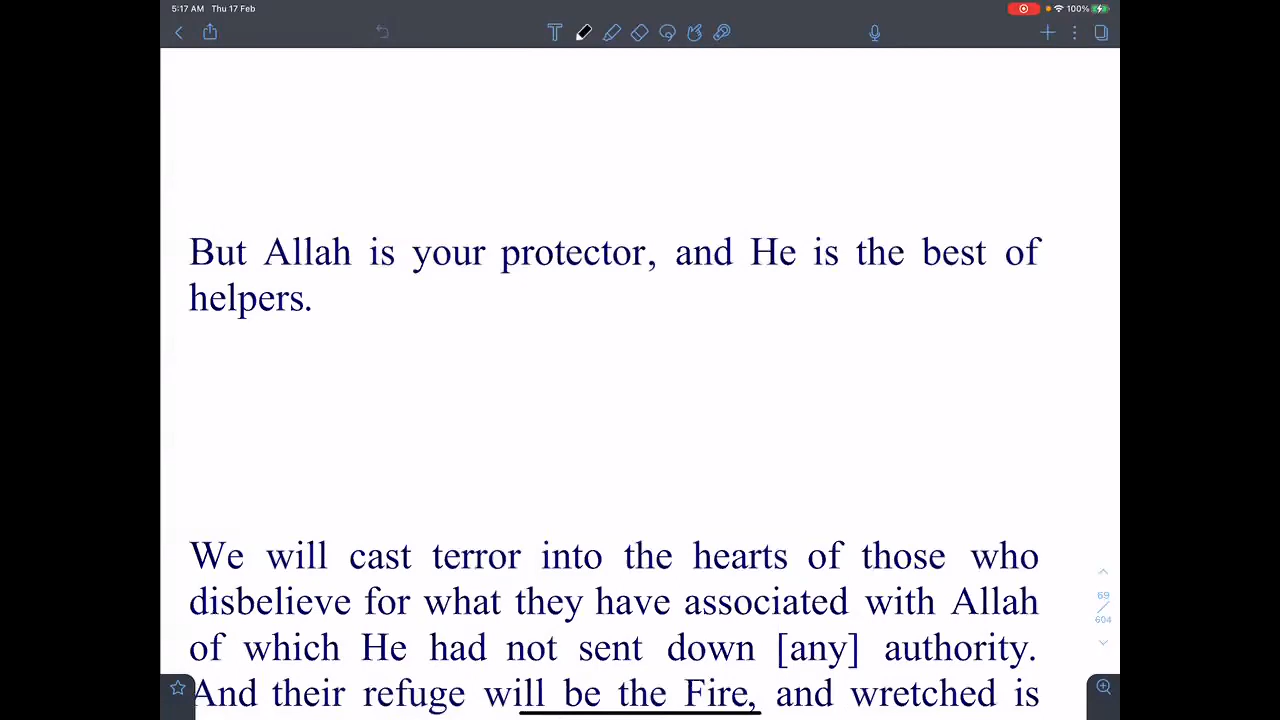 5:17 AM Thu 17 Feb
100%
But Allah is your protector, and He is the best of
helpers.
We will cast terror into the hearts of those who
disbelieve for what they have associated with Allah
of which He had not sent down [any] authority.
And their refuge will be the Fire, and wretched is
69
604